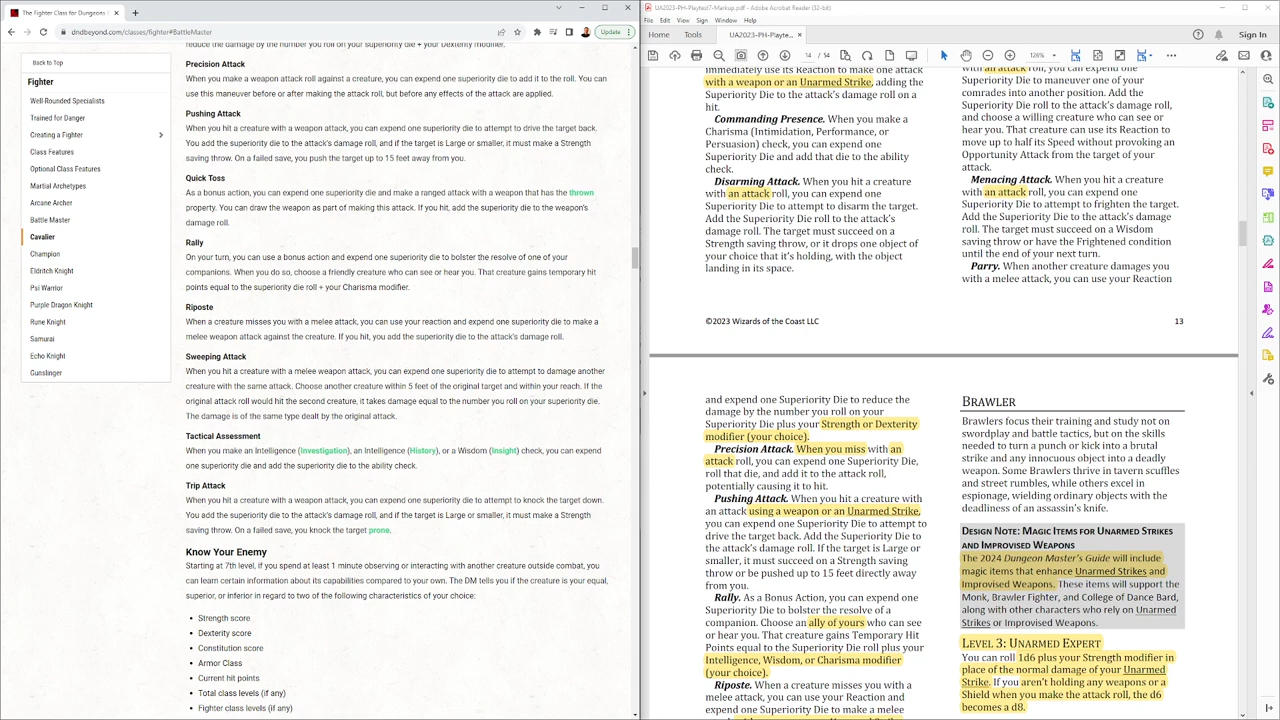 The Fighter Class for Dungeons
dndbeyond.com/classes/fighter#BattleMaster
Update
Back to Top
Fighter
Well-Rounded Specialists
Trained for Danger
Creating a Fighter
Class Features
Optional Class Features
Martial Archetypes
Arcane Archer
Battle Master
Cavalier
Champion
Eldritch Knight
Psi Warrior
Purple Dragon Knight
Rune Knight
Samurai
Echo Knight
Gunslinger
reduce the damage by the number you roll on your superiority die + your Dexterity modifier.
Precision Attack
When you make a weapon attack roll against a creature, you can expend one superiority die to add it to the roll. You
can use this maneuver before or after making the attack roll, but before any effects of the attack are applied.
Pushing Attack
When you hit a creature with a weapon attack, you can expend one superiority die to attempt to drive the target back.
You add the superiority die to the attack's damage roll, and if the target is Large or smaller, it must make a Strength
saving throw. On a failed save, you push the target up to 15 feet away from you.
Quick Toss
As a bonus action, you can expend one superiority die and make a ranged attack with a weapon that has the thrown
property. You can draw the weapon as part of making this attack. If you hit, add the superiority die to the weapon's
damage roll.
Rally
On your turn, you can use a bonus action and expend one superiority die to bolster the resolve of one of your
companions. When you do so, choose a friendly creature who can see or hear you. That creature gains temporary hit
points equal to the superiority die roll + your Charisma modifier.
Riposte
When a creature misses you with a melee attack, you can use your reaction and expend one superiority die to make a
melee weapon attack against the creature. If you hit, you add the superiority die to the attack's damage roll.
Sweeping Attack
When you hit a creature with a melee weapon attack, you can expend one superiority die to attempt to damage another
creature with the same attack. Choose another creature within 5 feet of the original target and within your reach. If the
original attack roll would hit the second creature, it takes damage equal to the number you roll on your superiority die.
The damage is of the same type dealt by the original attack.
Tactical Assessment
When you make an Intelligence (Investigation), an Intelligence (History), or a Wisdom (Insight) check, you can expend
one superiority die and add the superiority die to the ability check.
Trip Attack
When you hit a creature with a weapon attack, you can expend one superiority die to attempt to knock the target down.
You add the superiority die to the attack's damage roll, and if the target is Large or smaller, it must make a Strength
saving throw. On a failed save, you knock the target prone.
Know Your Enemy
Starting at 7th level, if you spend at least 1 minute observing or interacting with another creature outside combat, you
can learn certain information about its capabilities compared to your own. The DM tells you if the creature is your equal,
superior, or inferior in regard to two of the following characteristics of your choice:
• Strength score
• Dexterity score
• Constitution score
• Armor Class
• Current hit points
• Total class levels (if any)
• Fighter class levels (if any)
UA2023-PH-Playtest7-Markup.pdf - Adobe Acrobat Reader (32-bit)
File Edit View Sign Window Help
Home Tools UA2023-PH-Playte... Sign In
14 / 54 126%
immediately use its Reaction to make one attack
with a weapon or an Unarmed Strike, adding the
Superiority Die to the attack's damage roll on a
hit.
Commanding Presence. When you make a
Charisma (Intimidation, Performance, or
Persuasion) check, you can expend one
Superiority Die and add that die to the ability
check.
Disarming Attack. When you hit a creature
with an attack roll, you can expend one
Superiority Die to attempt to disarm the target.
Add the Superiority Die roll to the attack's
damage roll. The target must succeed on a
Strength saving throw, or it drops one object of
your choice that it's holding, with the object
landing in its space.
with an attack roll, you can expend one
Superiority Die to maneuver one of your
comrades into another position. Add the
Superiority Die roll to the attack's damage roll,
and choose a willing creature who can see or
hear you. That creature can use its Reaction to
move up to half its Speed without provoking an
Opportunity Attack from the target of your
attack.
Menacing Attack. When you hit a creature
with an attack roll, you can expend one
Superiority Die to attempt to frighten the target.
Add the Superiority Die roll to the attack's damage
roll. The target must succeed on a Wisdom
saving throw or have the Frightened condition
until the end of your next turn.
Parry. When another creature damages you
with a melee attack, you can use your Reaction
©2023 Wizards of the Coast LLC 13
and expend one Superiority Die to reduce the
damage by the number you roll on your
Superiority Die plus your Strength or Dexterity
modifier (your choice).
Precision Attack. When you miss with an
attack roll, you can expend one Superiority Die,
roll that die, and add it to the attack roll,
potentially causing it to hit.
Pushing Attack. When you hit a creature with
an attack using a weapon or an Unarmed Strike,
you can expend one Superiority Die to attempt to
drive the target back. Add the Superiority Die to
the attack's damage roll. If the target is Large or
smaller, it must succeed on a Strength saving
throw or be pushed up to 15 feet directly away
from you.
Rally. As a Bonus Action, you can expend one
Superiority Die to bolster the resolve of a
companion. Choose an ally of yours who can see
or hear you. That creature gains Temporary Hit
Points equal to the Superiority Die roll plus your
Intelligence, Wisdom, or Charisma modifier
(your choice).
Riposte. When a creature misses you with a
melee attack, you can use your Reaction and
expend one Superiority Die to make a melee
Brawler
Brawlers focus their training and study not on
swordplay and battle tactics, but on the skills
needed to turn a punch or kick into a brutal
strike and any innocuous object into a deadly
weapon. Some Brawlers thrive in tavern scuffles
and street rumbles, while others excel in
espionage, wielding ordinary objects with the
deadliness of an assassin's knife.
Design Note: Magic Items for Unarmed Strikes
and Improvised Weapons
The 2024 Dungeon Master's Guide will include
magic items that enhance Unarmed Strikes and
Improvised Weapons. These items will support the
Monk, Brawler Fighter, and College of Dance Bard,
along with other characters who rely on Unarmed
Strikes or Improvised Weapons.
Level 3: Unarmed Expert
You can roll 1d6 plus your Strength modifier in
place of the normal damage of your Unarmed
Strike. If you aren't holding any weapons or a
Shield when you make the attack roll, the d6
becomes a d8.